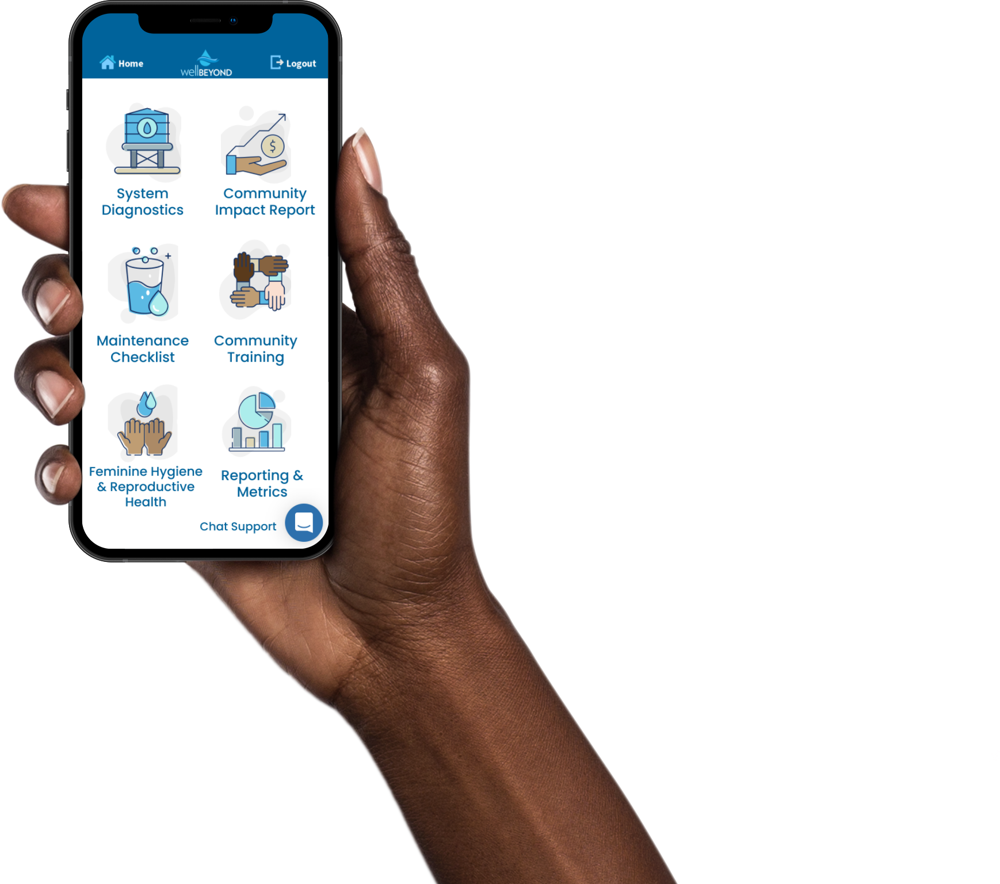 Home
wellBEYOND
Logout
System
Diagnostics
Community
Impact Report
$
Maintenance
Checklist
Community
Training
Feminine Hygiene
& Reproductive
Health
Reporting &
Metrics
Chat Support